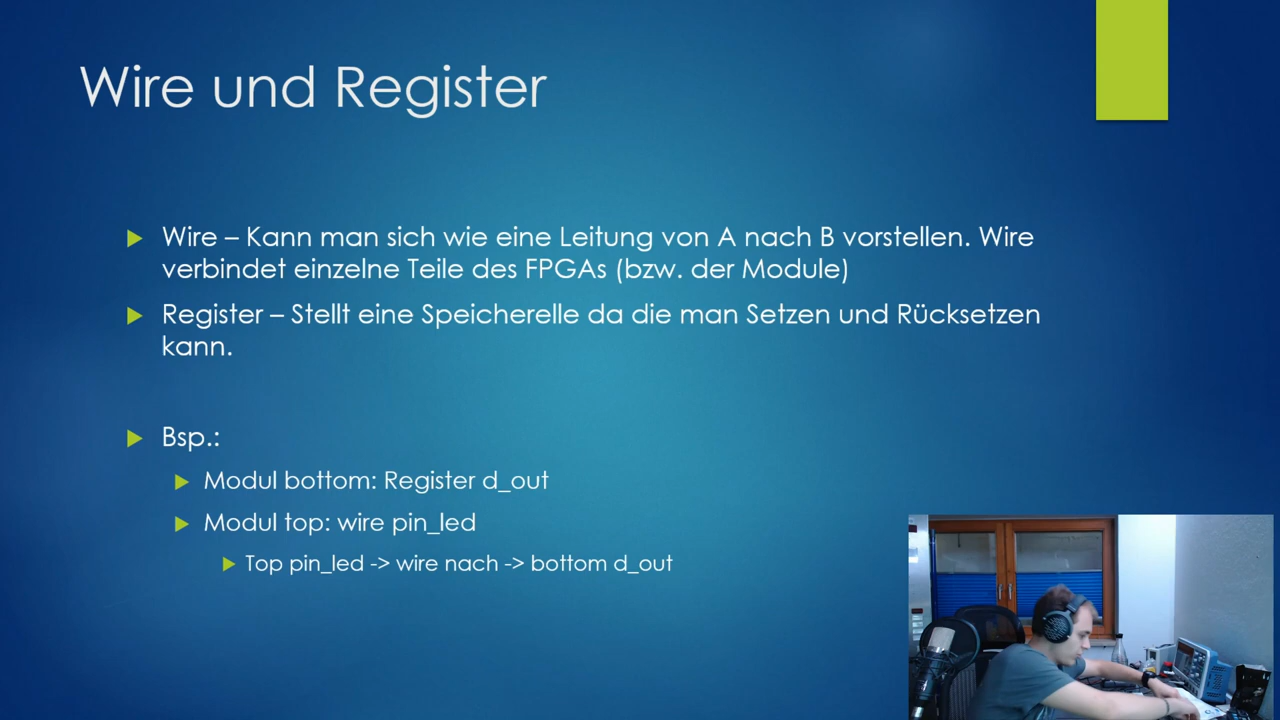 Wire und Register
Wire – Kann man sich wie eine Leitung von A nach B vorstellen. Wire
verbindet einzelne Teile des FPGAs (bzw. der Module)
Register – Stellt eine Speicherelle da die man Setzen und Rücksetzen
kann.
Bsp.:
Modul bottom: Register d_out
Modul top: wire pin_led
Top pin_led -> wire nach -> bottom d_out